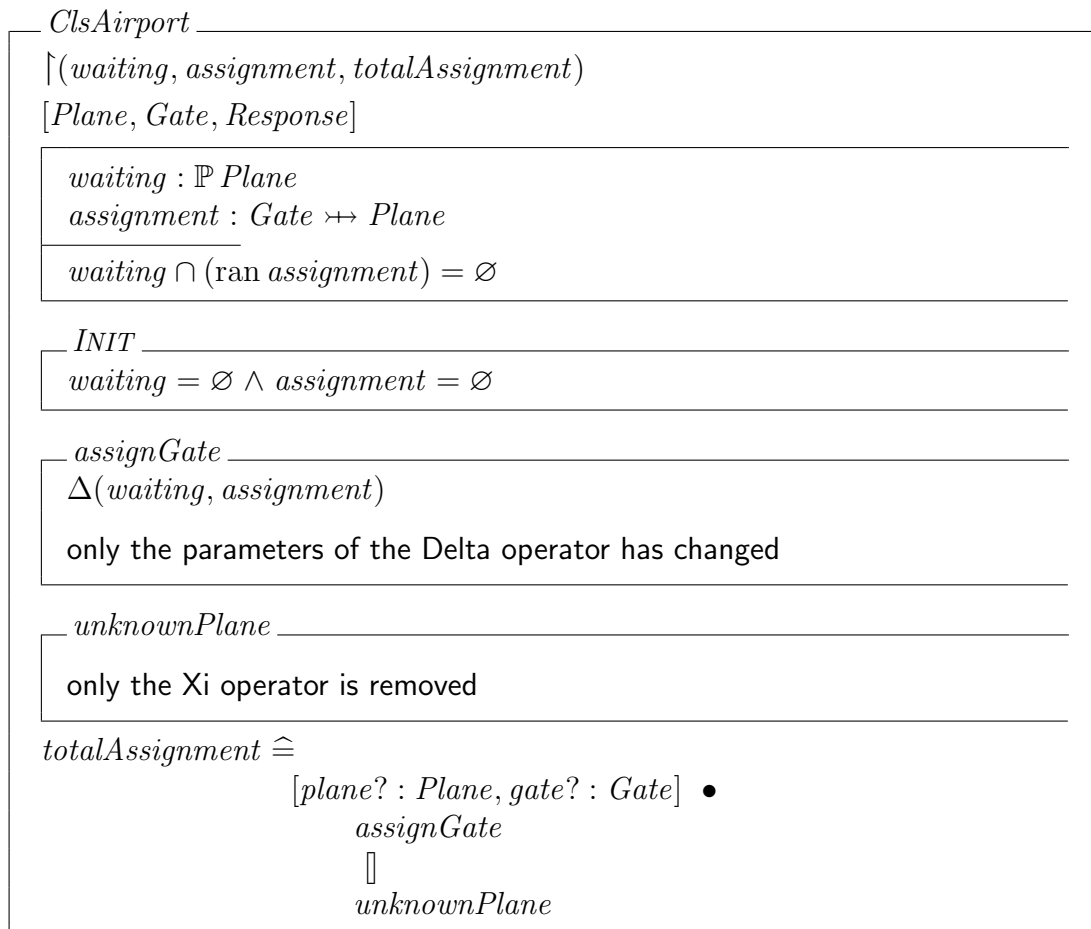 ClsAirport
↾(waiting, assignment, totalAssignment)
[Plane, Gate, Response]
waiting : ℙ Plane
assignment : Gate ⤔ Plane
waiting ∩ (ran assignment) = ∅
INIT
waiting = ∅ ∧ assignment = ∅
assignGate
Δ(waiting, assignment)
only the parameters of the Delta operator has changed
unknownPlane
only the Xi operator is removed
totalAssignment ≙
[plane? : Plane, gate? : Gate] •
assignGate
[]
unknownPlane